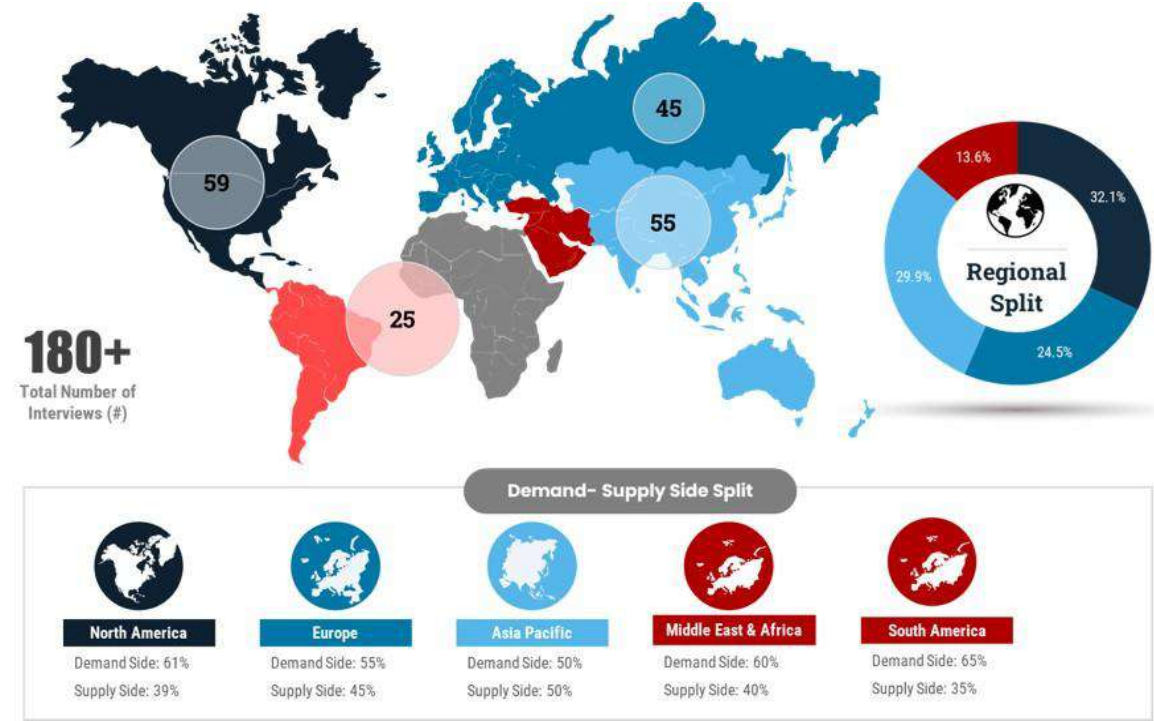 45
59
55
25
180+
Total Number of
Interviews (#)
13.6%
32.1%
29.9%
24.5%
Regional
Split
Demand- Supply Side Split
North America
Demand Side: 61%
Supply Side: 39%
Europe
Demand Side: 55%
Supply Side: 45%
Asia Pacific
Demand Side: 50%
Supply Side: 50%
Middle East & Africa
Demand Side: 60%
Supply Side: 40%
South America
Demand Side: 65%
Supply Side: 35%